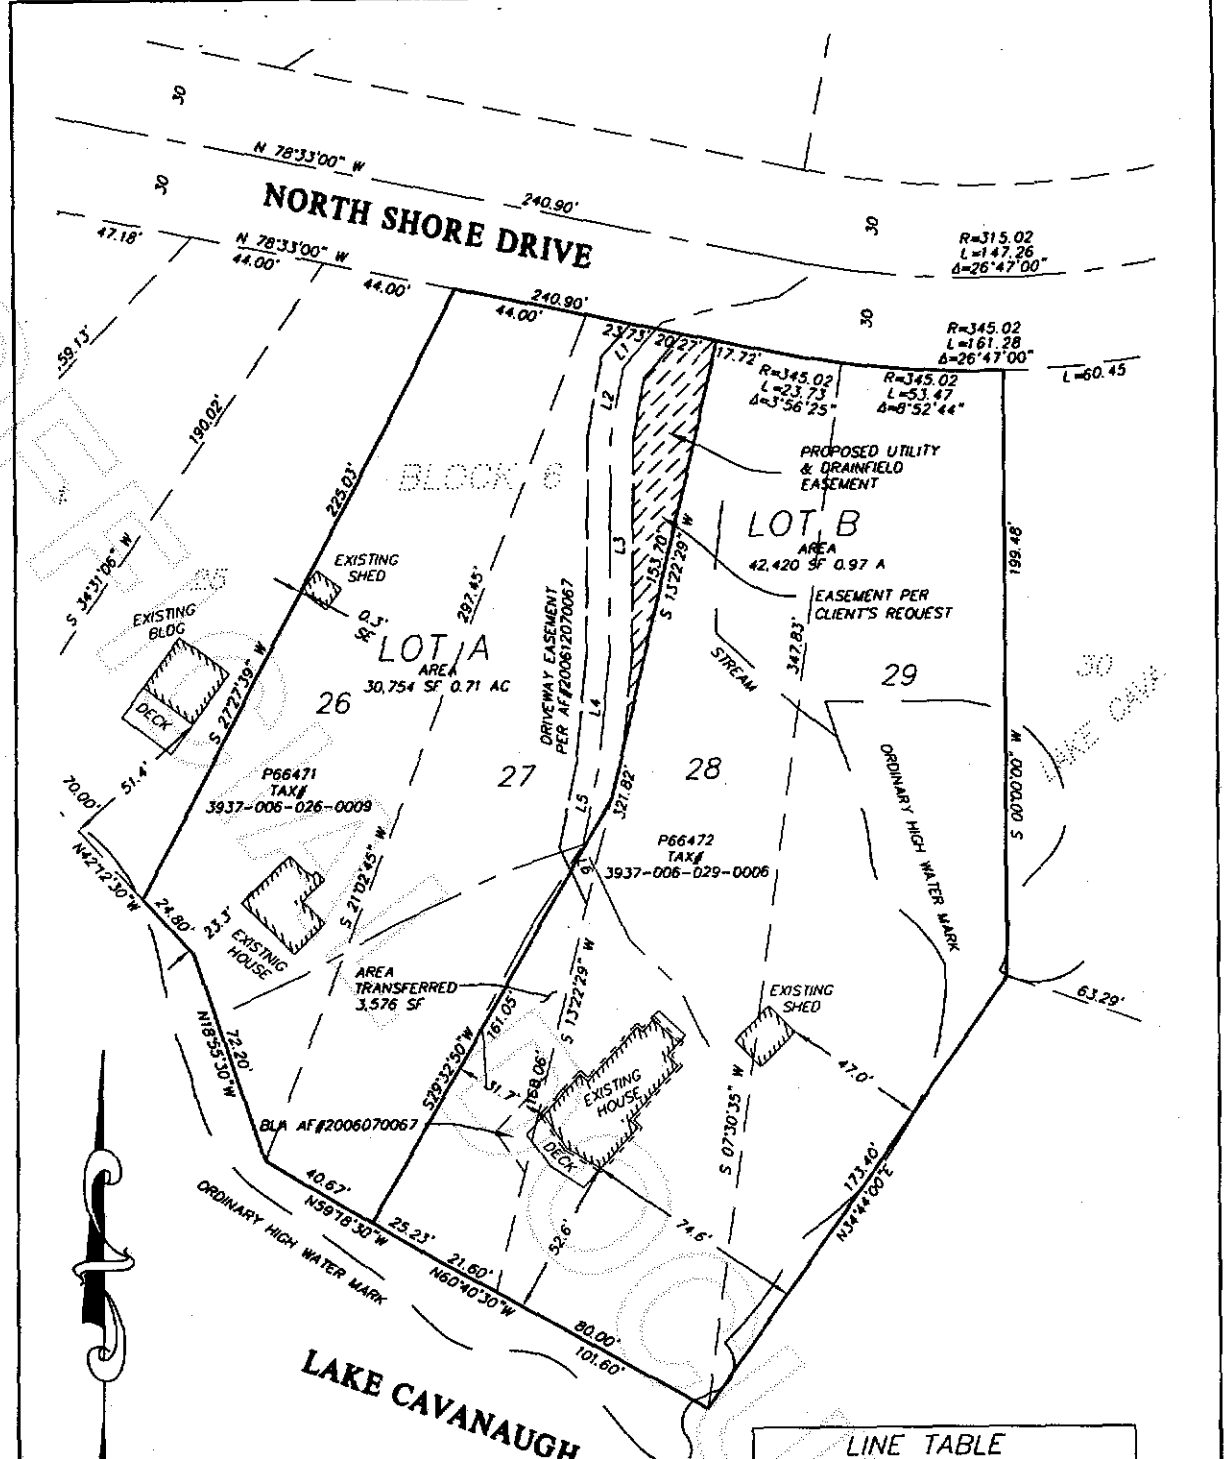 30
N 78°33'00" W
30
NORTH SHORE DRIVE
240.90'
30
R=315.02
L=147.26
Δ=26°47'00"
47.18'
N 78°33'00" W
44.00'
44.00'
240.90'
44.00'
30
R=345.02
L=161.28
Δ=26°47'00"
L=60.45
23.73'
20.27'
17.72'
R=345.02
L=23.73
Δ=3°56'25"
R=345.02
L=53.47
Δ=8°52'44"
59.13'
190.02'
225.03'
L1
L2
L3
L4
L5
L6
BLOCK 6
PROPOSED UTILITY
& DRAINFIELD
EASEMENT
LOT B
AREA
42,420 SF 0.97 A
199.48'
EASEMENT PER
CLIENT'S REQUEST
153.70'
S 13°22'29" W
EXISTING
SHED
0.3'
297.45'
DRIVEWAY EASEMENT
PER AF#200612070067
S 34°31'06" W
25
EXISTING
BLDG
DECK
LOT A
AREA
30,754 SF 0.71 AC
26
S 27°27'39" W
STREAM
347.83'
29
30
LAKE CAVA
ORDINARY HIGH WATER MARK
S 00°00'00" W
27
28
321.82'
70.00'
51.4'
P66471
TAX#
3937-006-026-0009
P66472
TAX#
3937-006-029-0006
N42°12'30"W
24.80'
23.3'
EXISTNIG
HOUSE
S 21°02'45" W
AREA
TRANSFERRED
3,576 SF
S 13°22'29" W
161.05'
S29°32'50"W
EXISTING
SHED
63.29'
47.0'
72.20'
N18°55'30"W
31.7'
168.06'
EXISTING
HOUSE
DECK
S 07°30'35" W
BLA AF#2006070067
173.40'
N34°44'00"E
40.67'
N59°18'30"W
25.23'
21.60'
N60°40'30"W
52.6'
74.6'
80.00'
101.60'
ORDINARY HIGH WATER MARK
LAKE CAVANAUGH
LINE TABLE